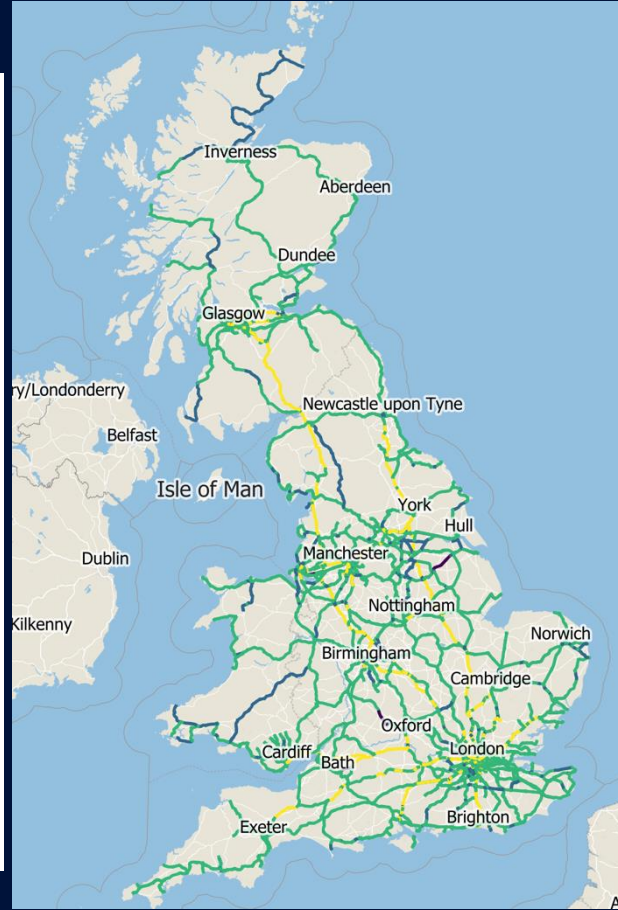 Inverness
Aberdeen
Dundee
Glasgow
ry/Londonderry
Newcastle upon Tyne
Belfast
Isle of Man
York
Hull
Dublin
Manchester
Nottingham
Kilkenny
Norwich
Birmingham
Cambridge
Oxford
Cardiff
London
Bath
Brighton
Exeter
A